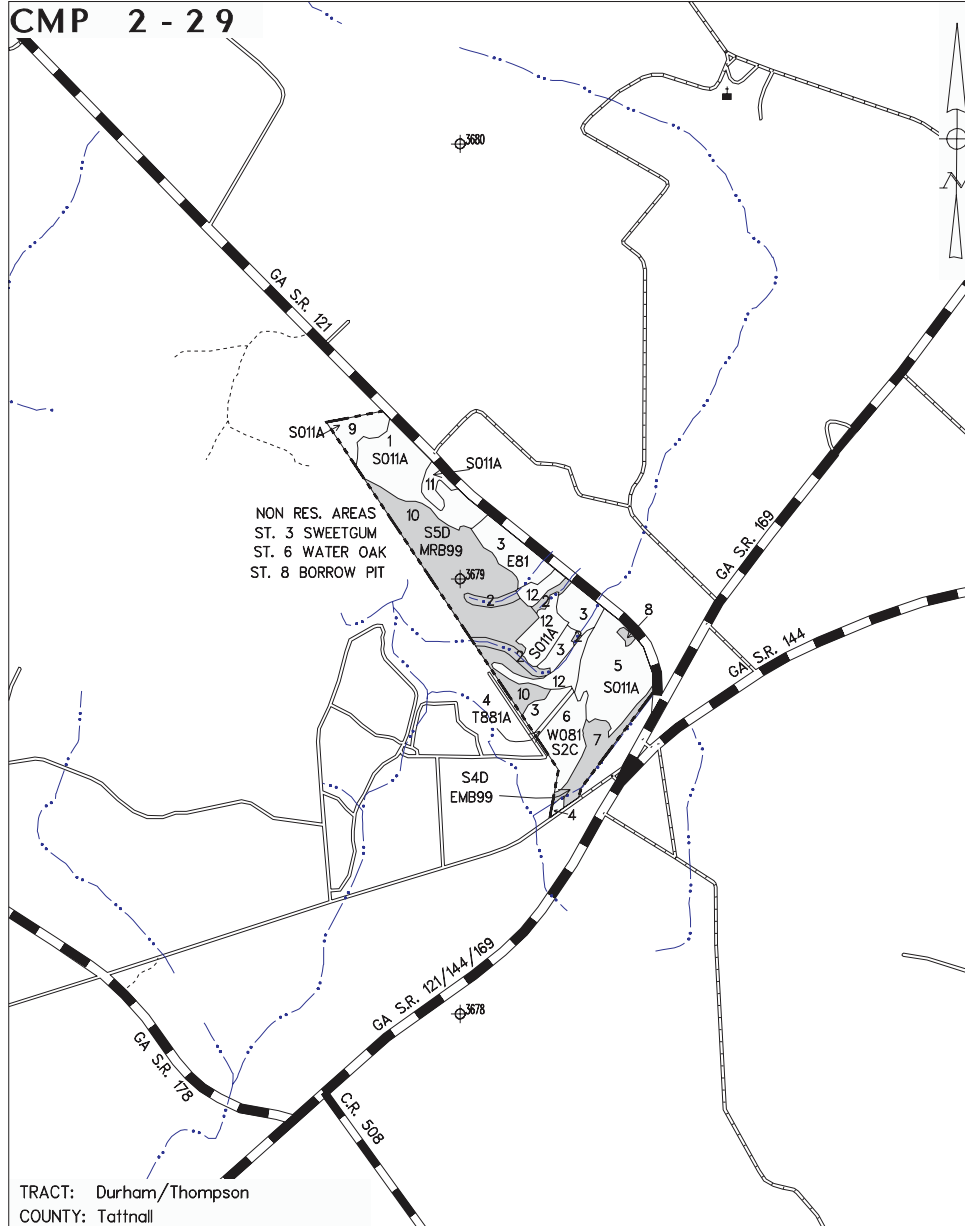 CMP 2-29
3680
N
GA S.R. 121
GA S.R. 169
S011A
9
1
S011A
S011A
11
NON RES. AREAS
ST. 3 SWEETGUM
ST. 6 WATER OAK
ST. 8 BORROW PIT
10
S5D
MRB99
3
E81
3679
2
12
2
12
3
8
S011A
3
2
2
5
S011A
GA S.R. 144
4
T881A
10
12
3
6
W081
S2C
7
S4D
EMB99
4
GA S.R. 121/144/169
3678
GA S.R. 178
C.R. 508
TRACT: Durham/Thompson
COUNTY: Tattnall